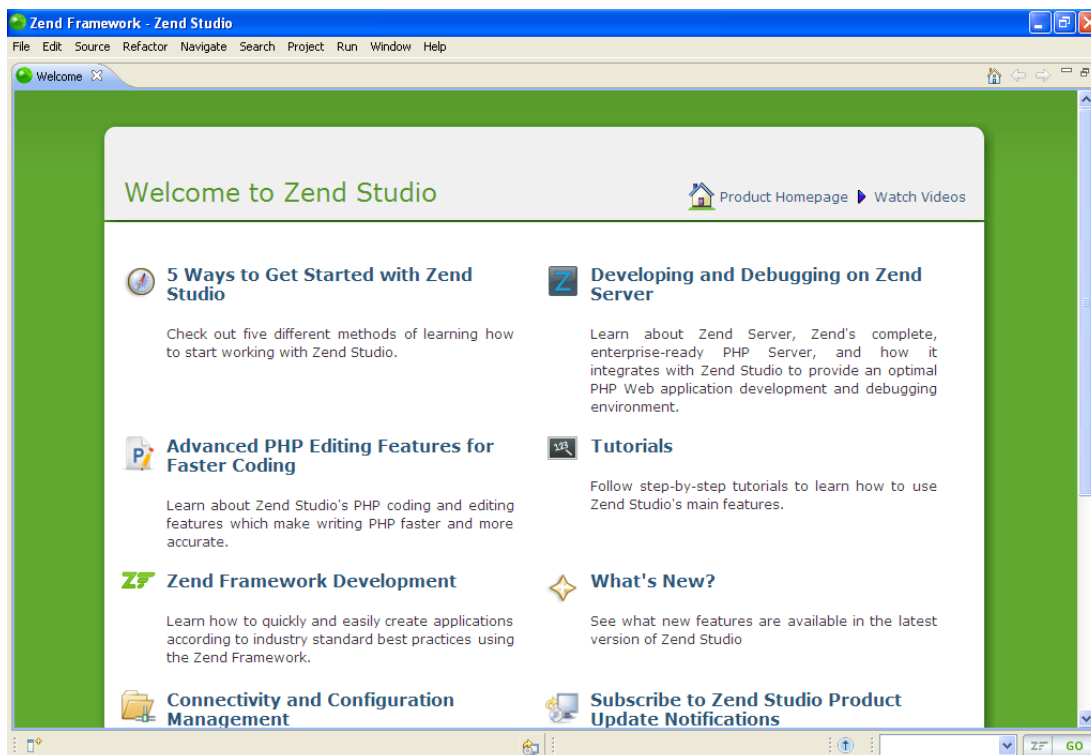 Zend Framework - Zend Studio
File Edit Source Refactor Navigate Search Project Run Window Help
Welcome
Welcome to Zend Studio
Product Homepage Watch Videos
5 Ways to Get Started with Zend
Studio
Check out five different methods of learning how
to start working with Zend Studio.
Developing and Debugging on Zend
Server
Learn about Zend Server, Zend's complete,
enterprise-ready PHP Server, and how it
integrates with Zend Studio to provide an optimal
PHP Web application development and debugging
environment.
Advanced PHP Editing Features for
Faster Coding
Learn about Zend Studio's PHP coding and editing
features which make writing PHP faster and more
accurate.
123
Tutorials
Follow step-by-step tutorials to learn how to use
Zend Studio's main features.
Zend Framework Development
Learn how to quickly and easily create applications
according to industry standard best practices using
the Zend Framework.
What's New?
See what new features are available in the latest
version of Zend Studio
Connectivity and Configuration
Management
Subscribe to Zend Studio Product
Update Notifications
ZF GO